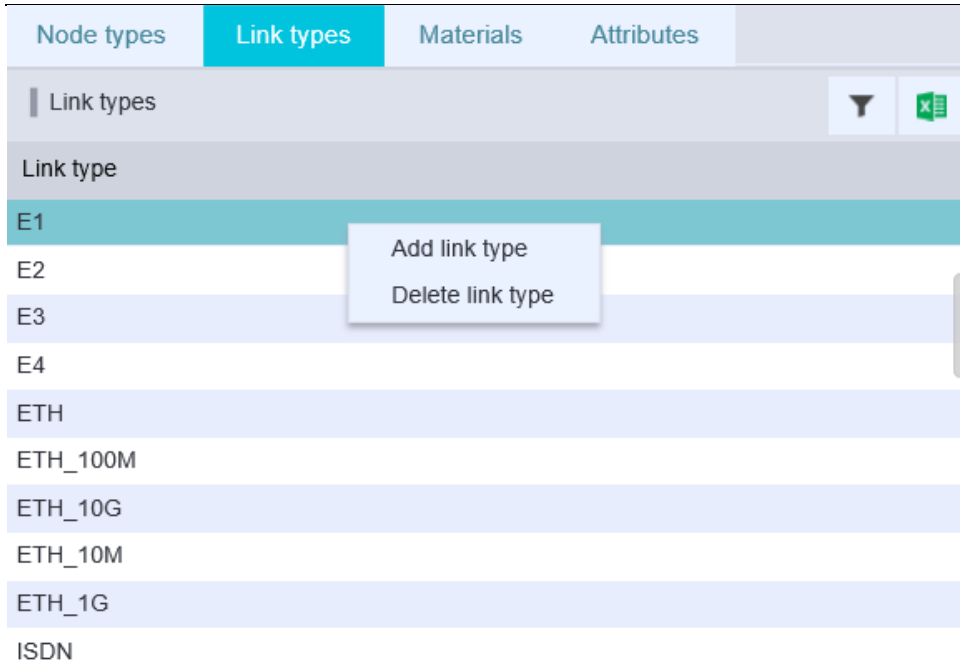 Node types Link types Materials Attributes
Link types
Link type
E1
Add link type
E2
Delete link type
E3
E4
ETH
ETH_100M
ETH_10G
ETH_10M
ETH_1G
ISDN